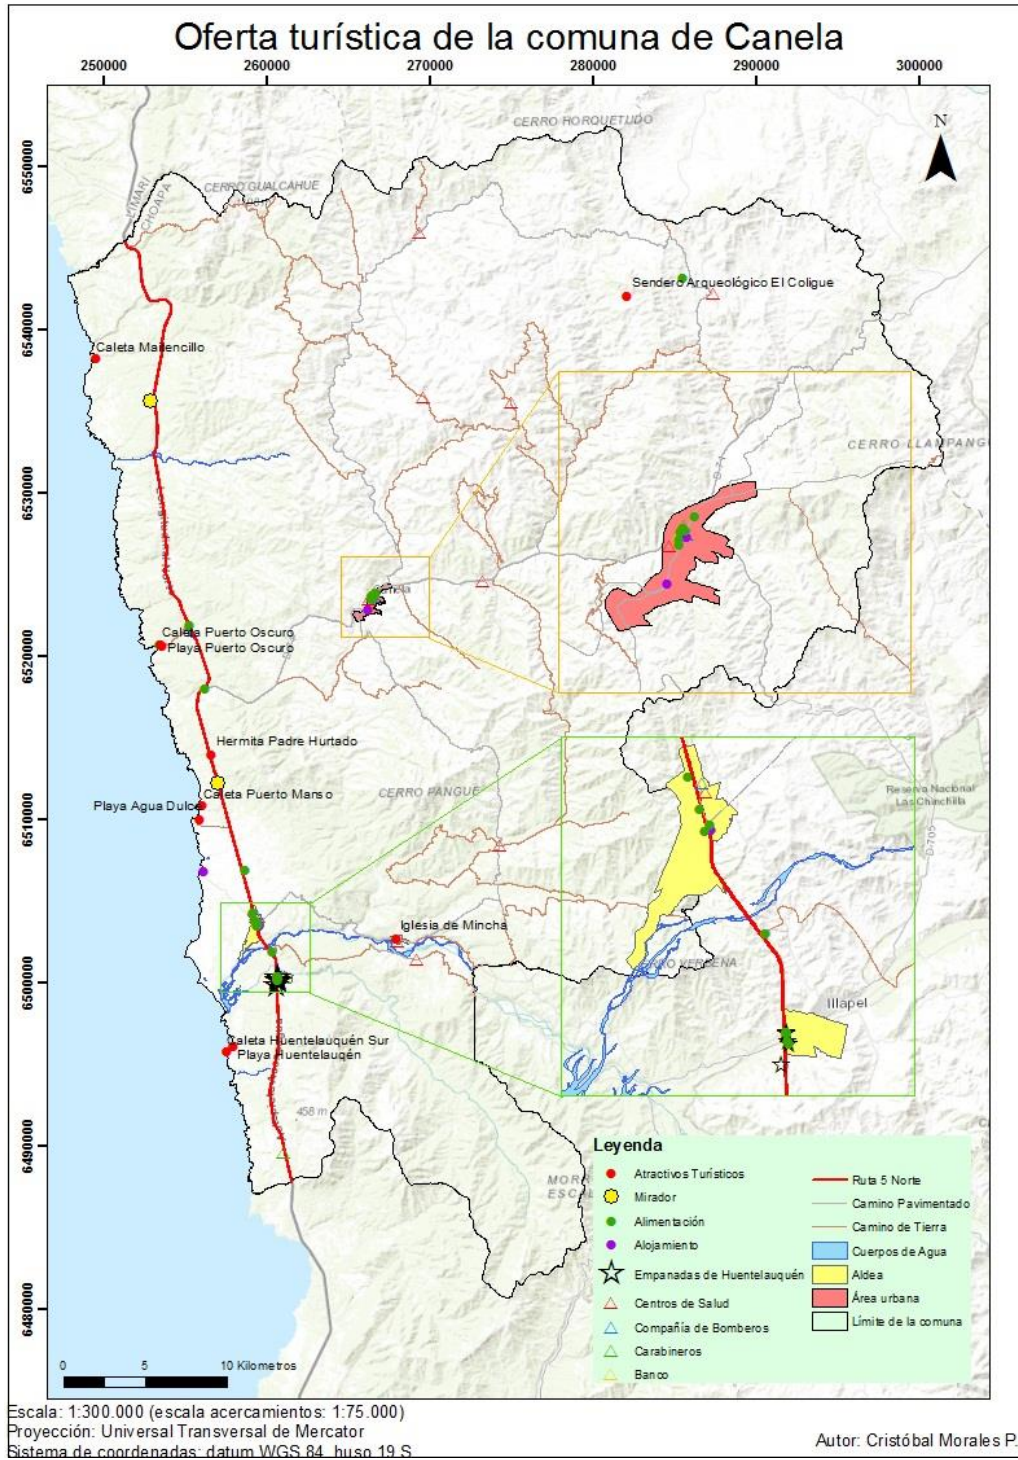 Oferta turística de la comuna de Canela
250000 260000 270000 280000 290000 300000
6550000
6540000
6530000
6520000
6510000
6500000
6490000
6480000
N
CERRO HORQUETUDO
LIMARI
CHOAPA
CERRO GUALCAHUE
Sendero Arqueológico El Coligue
Caleta Maitencillo
CERRO LLAMPANG
D-71
Caleta Puerto Oscuro
Playa Puerto Oscuro
Hermita Padre Hurtado
Caleta Puerto Manso
Playa Agua Dulce
CERRO PANGUE
Reserva Nacional
Las Chinchilla
D-705
Iglesia de Mincha
Illapel
Caleta Huentelauquén Sur
Playa Huentelauqén
458 m
Leyenda
Atractivos Turísticos
Mirador
Alimentación
Alojamiento
Empanadas de Huentelauquén
Centros de Salud
Compañía de Bomberos
Carabineros
Banco
Ruta 5 Norte
Camino Pavimentado
Camino de Tierra
Cuerpos de Agua
Aldea
Área urbana
Límite de la comuna
0 5 10 Kilometros
Escala: 1:300.000 (escala acercamientos: 1:75.000)
Proyección: Universal Transversal de Mercator
Sistema de coordenadas: datum WGS 84, huso 19 S
Autor: Cristóbal Morales P.